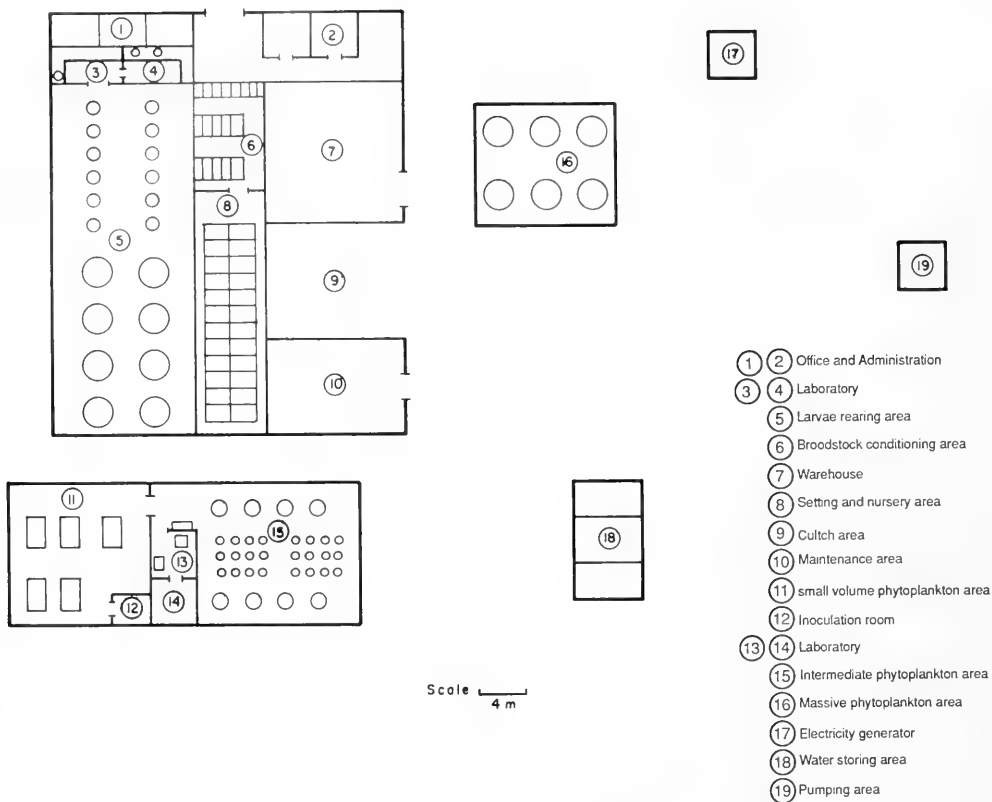 1
2
17
3
4
16
6
7
8
5
9
19
10
11
15
13
12
14
18
Scale
4 m
1 2 Office and Administration
3 4 Laboratory
5 Larvae rearing area
6 Broodstock conditioning area
7 Warehouse
8 Setting and nursery area
9 Cultch area
10 Maintenance area
11 small volume phytoplankton area
12 Inoculation room
13 14 Laboratory
15 Intermediate phytoplankton area
16 Massive phytoplankton area
17 Electricity generator
18 Water storing area
19 Pumping area